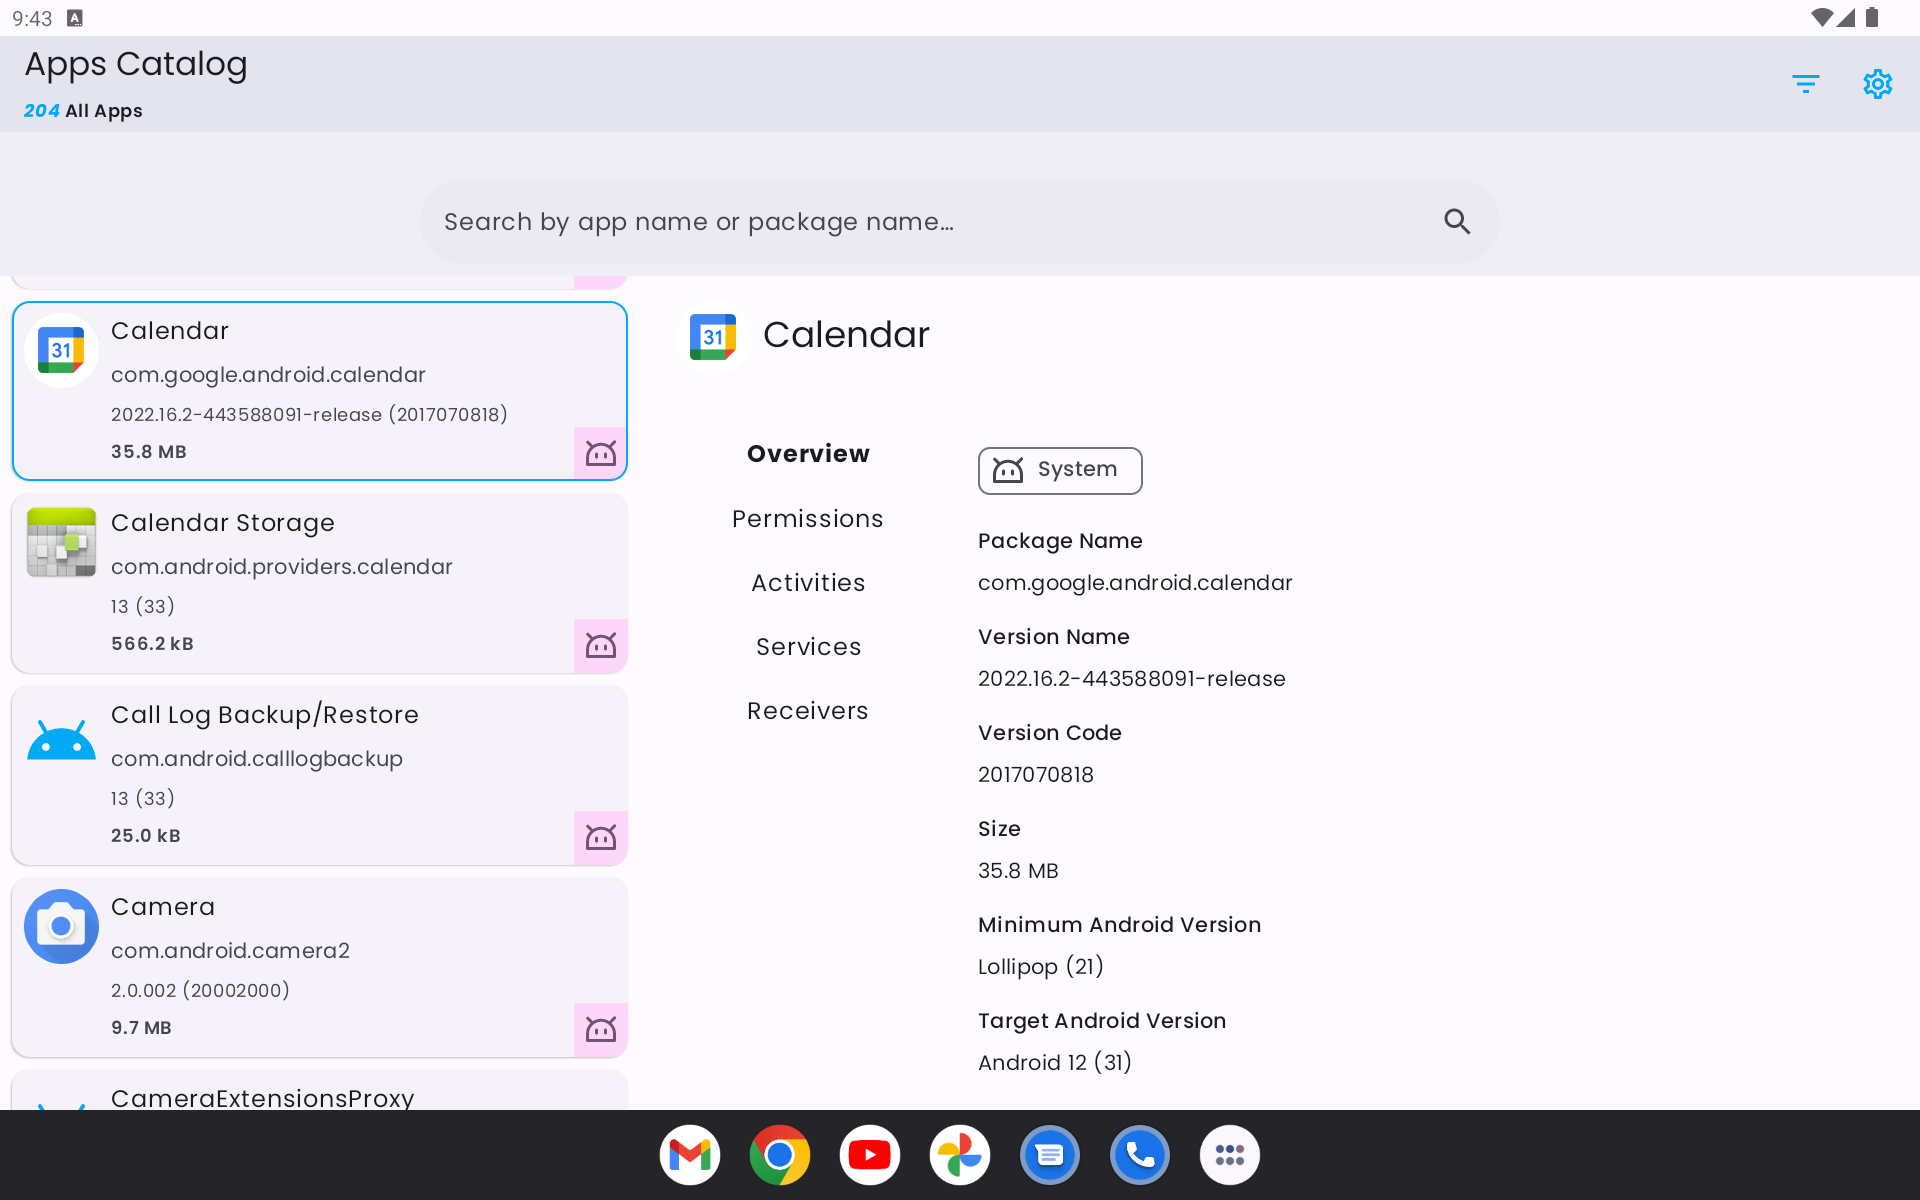 9:43
Apps Catalog
204 All Apps
Search by app name or package name...
31
Calendar
com.google.android.calendar
2022.16.2-443588091-release (2017070818)
35.8 MB
Calendar Storage
com.android.providers.calendar
13 (33)
566.2 kB
Call Log Backup/Restore
com.android.calllogbackup
13 (33)
25.0 kB
Camera
com.android.camera2
2.0.002 (20002000)
9.7 MB
CameraExtensionsProxy
31
Calendar
Overview
Permissions
Activities
Services
Receivers
System
Package Name
com.google.android.calendar
Version Name
2022.16.2-443588091-release
Version Code
2017070818
Size
35.8 MB
Minimum Android Version
Lollipop (21)
Target Android Version
Android 12 (31)